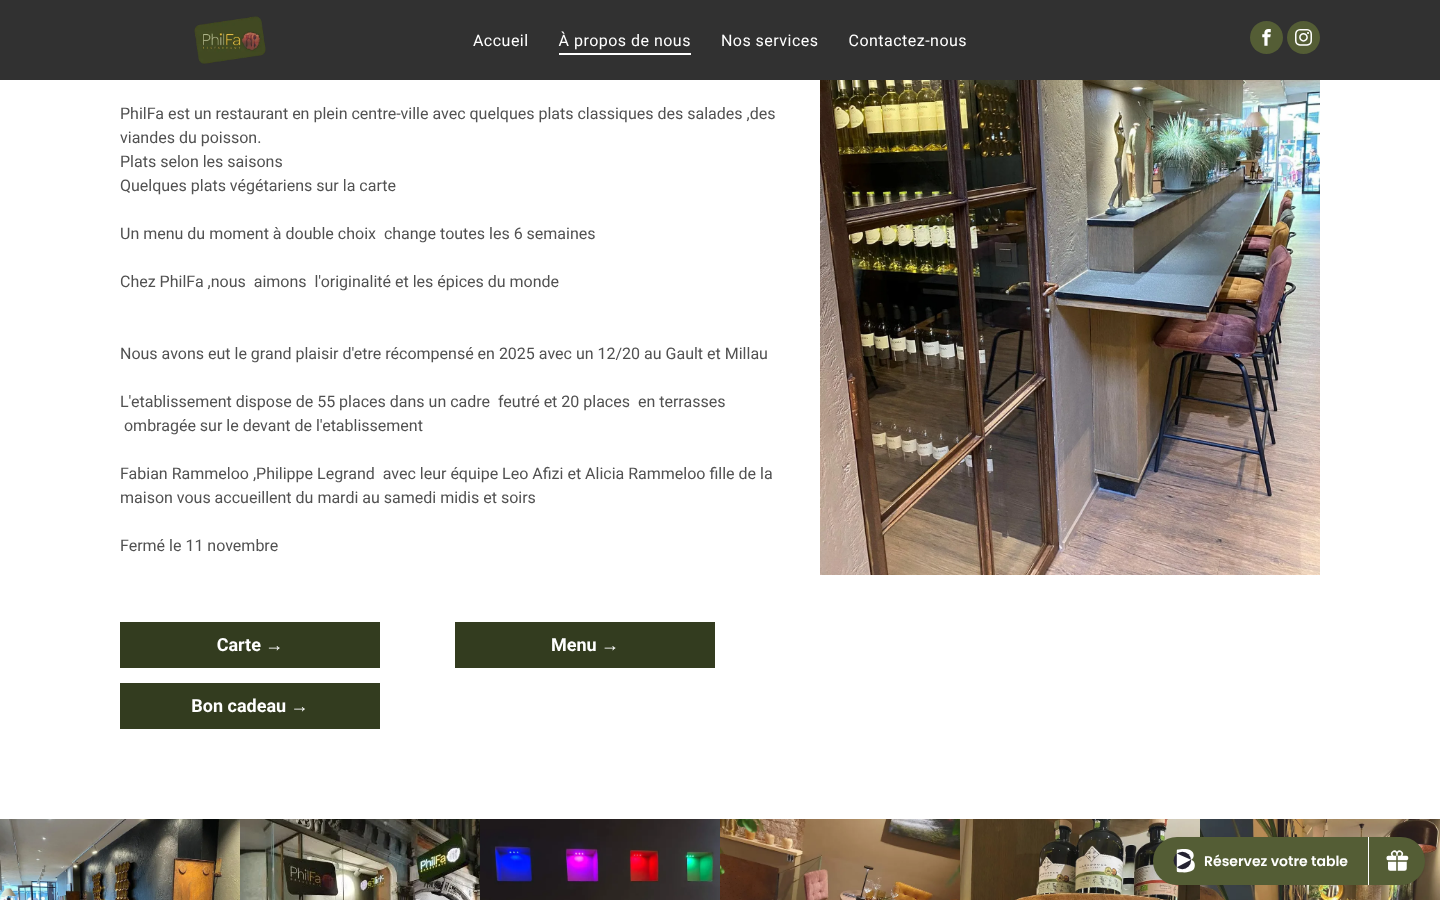 PhilFa
Accueil
À propos de nous
Nos services
Contactez-nous
PhilFa est un restaurant en plein centre-ville avec quelques plats classiques des salades ,des
viandes du poisson.
Plats selon les saisons
Quelques plats végétariens sur la carte
Un menu du moment à double choix  change toutes les 6 semaines
Chez PhilFa ,nous  aimons  l'originalité et les épices du monde
Nous avons eut le grand plaisir d'etre récompensé en 2025 avec un 12/20 au Gault et Millau
L'etablissement dispose de 55 places dans un cadre  feutré et 20 places  en terrasses
ombragée sur le devant de l'etablissement
Fabian Rammeloo ,Philippe Legrand  avec leur équipe Leo Afizi et Alicia Rammeloo fille de la
maison vous accueillent du mardi au samedi midis et soirs
Fermé le 11 novembre
Carte →
Menu →
Bon cadeau →
PhilFa
PhilFa
Réservez votre table